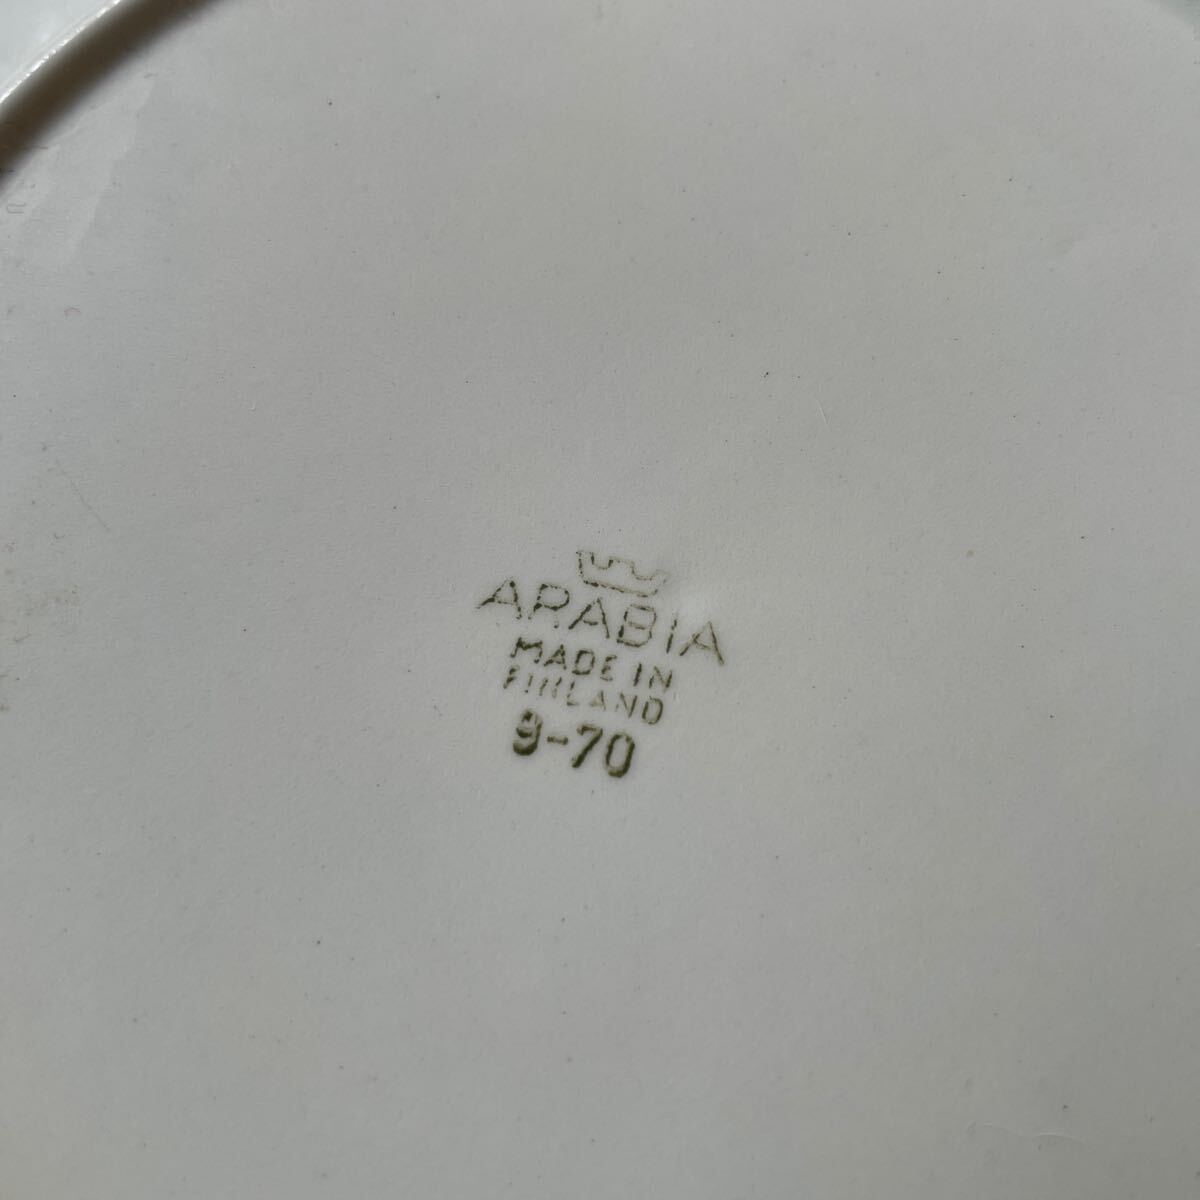 ARABIA
MADE IN
FINLAND
9-70